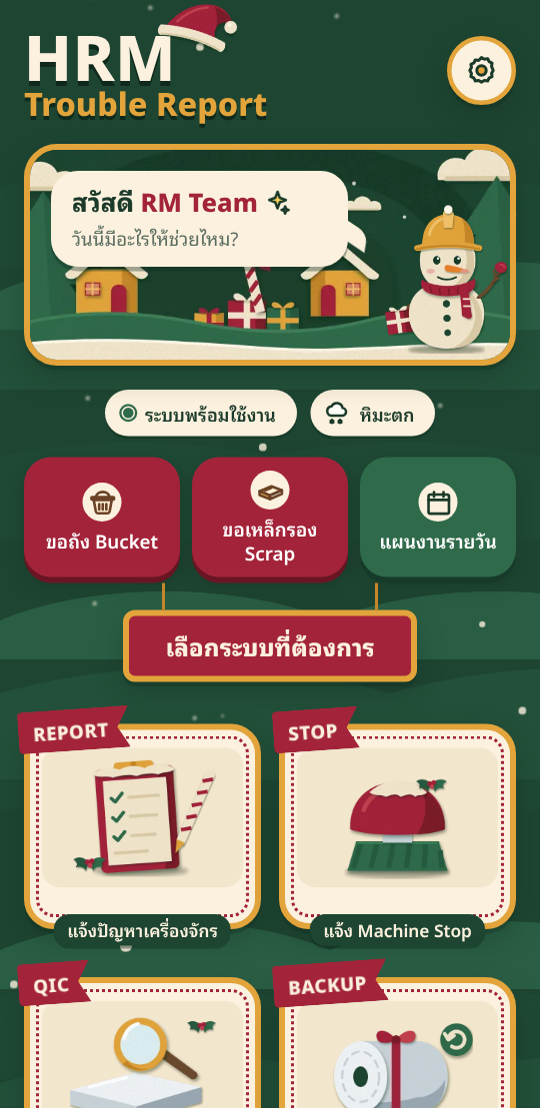 HRM
Trouble Report
สวัสดี RM Team
วันนี้มีอะไรให้ช่วยไหม?
ระบบพร้อมใช้งาน
หิมะตก
ขอถัง Bucket
ขอเหล็กรอง
Scrap
แผนงานรายวัน
เลือกระบบที่ต้องการ
REPORT
STOP
แจ้งปัญหาเครื่องจักร
แจ้ง Machine Stop
QIC
BACKUP